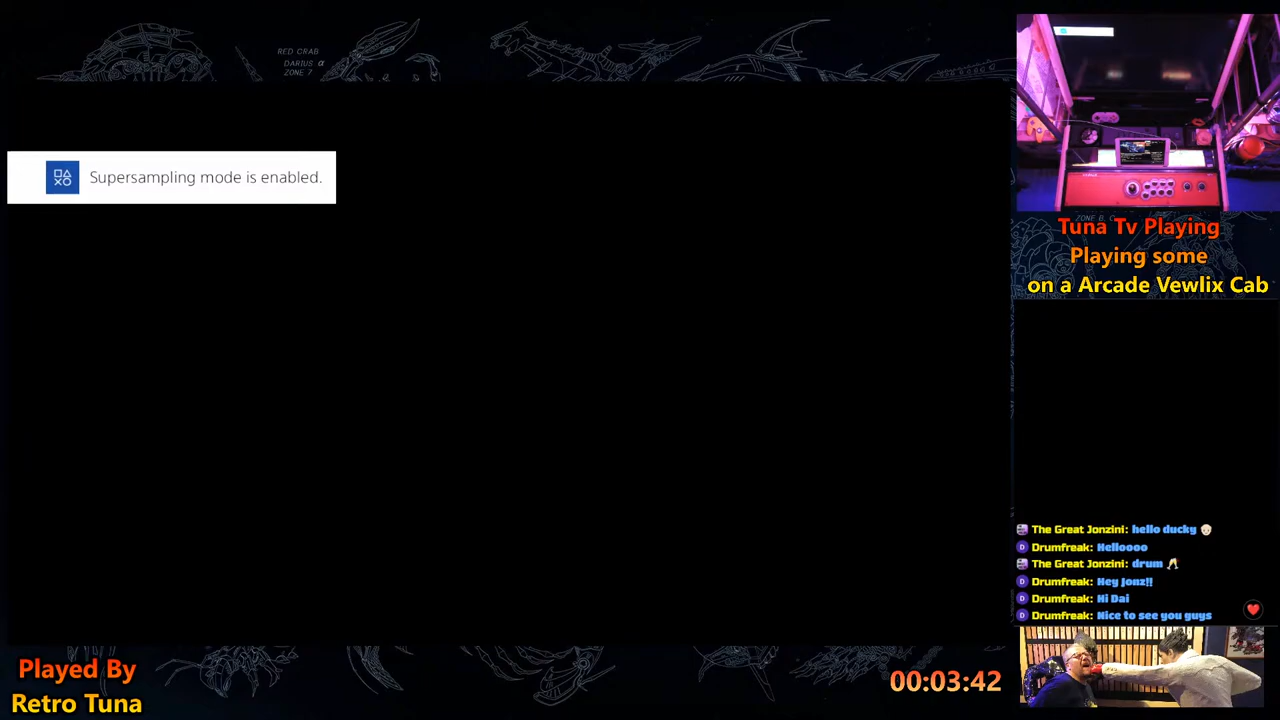 RED CRAB
DARIUS α
ZONE 7
Supersampling mode is enabled.
Tuna Tv Playing
Playing some
on a Arcade Vewlix Cab
The Great Jonzini: hello ducky
Drumfreak: Helloooo
The Great Jonzini: drum
Drumfreak: Hey Jonz!!
Drumfreak: Hi Dai
Drumfreak: Nice to see you guys
Played By
Retro Tuna
00:03:42